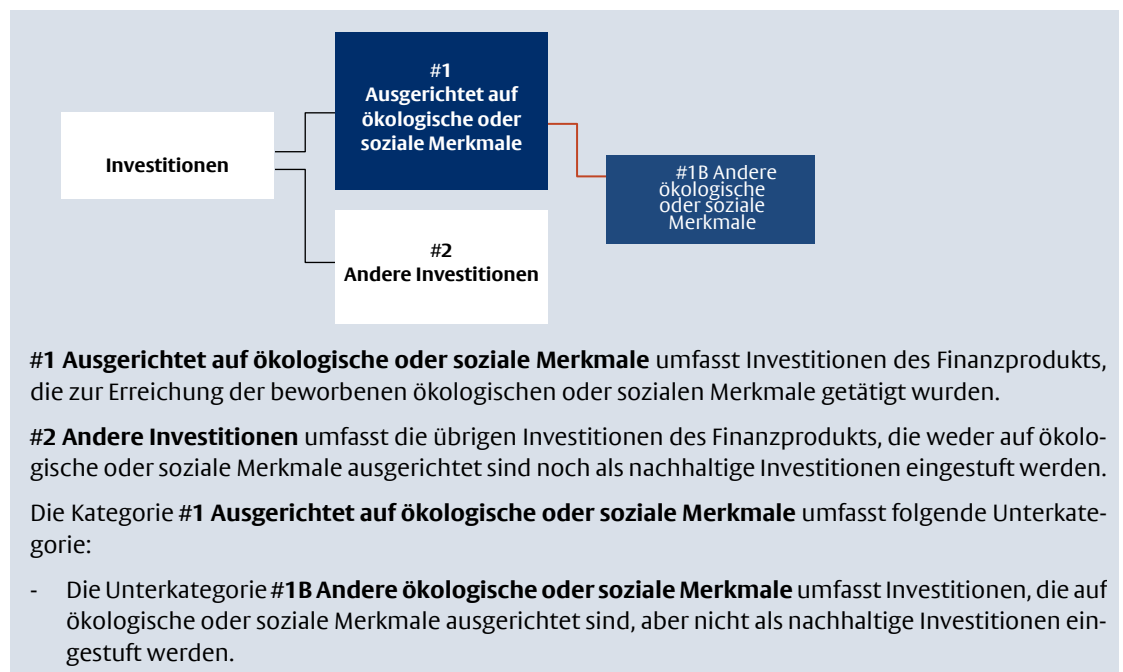 #1
Ausgerichtet auf
ökologische oder
soziale Merkmale
Investitionen
#1B Andere
ökologische
oder soziale
Merkmale
#2
Andere Investitionen
#1 Ausgerichtet auf ökologische oder soziale Merkmale umfasst Investitionen des Finanzprodukts,
die zur Erreichung der beworbenen ökologischen oder sozialen Merkmale getätigt wurden.
#2 Andere Investitionen umfasst die übrigen Investitionen des Finanzprodukts, die weder auf ökolo-
gische oder soziale Merkmale ausgerichtet sind noch als nachhaltige Investitionen eingestuft werden.
Die Kategorie #1 Ausgerichtet auf ökologische oder soziale Merkmale umfasst folgende Unterkate-
gorie:
- Die Unterkategorie #1B Andere ökologische oder soziale Merkmale umfasst Investitionen, die auf
ökologische oder soziale Merkmale ausgerichtet sind, aber nicht als nachhaltige Investitionen ein-
gestuft werden.